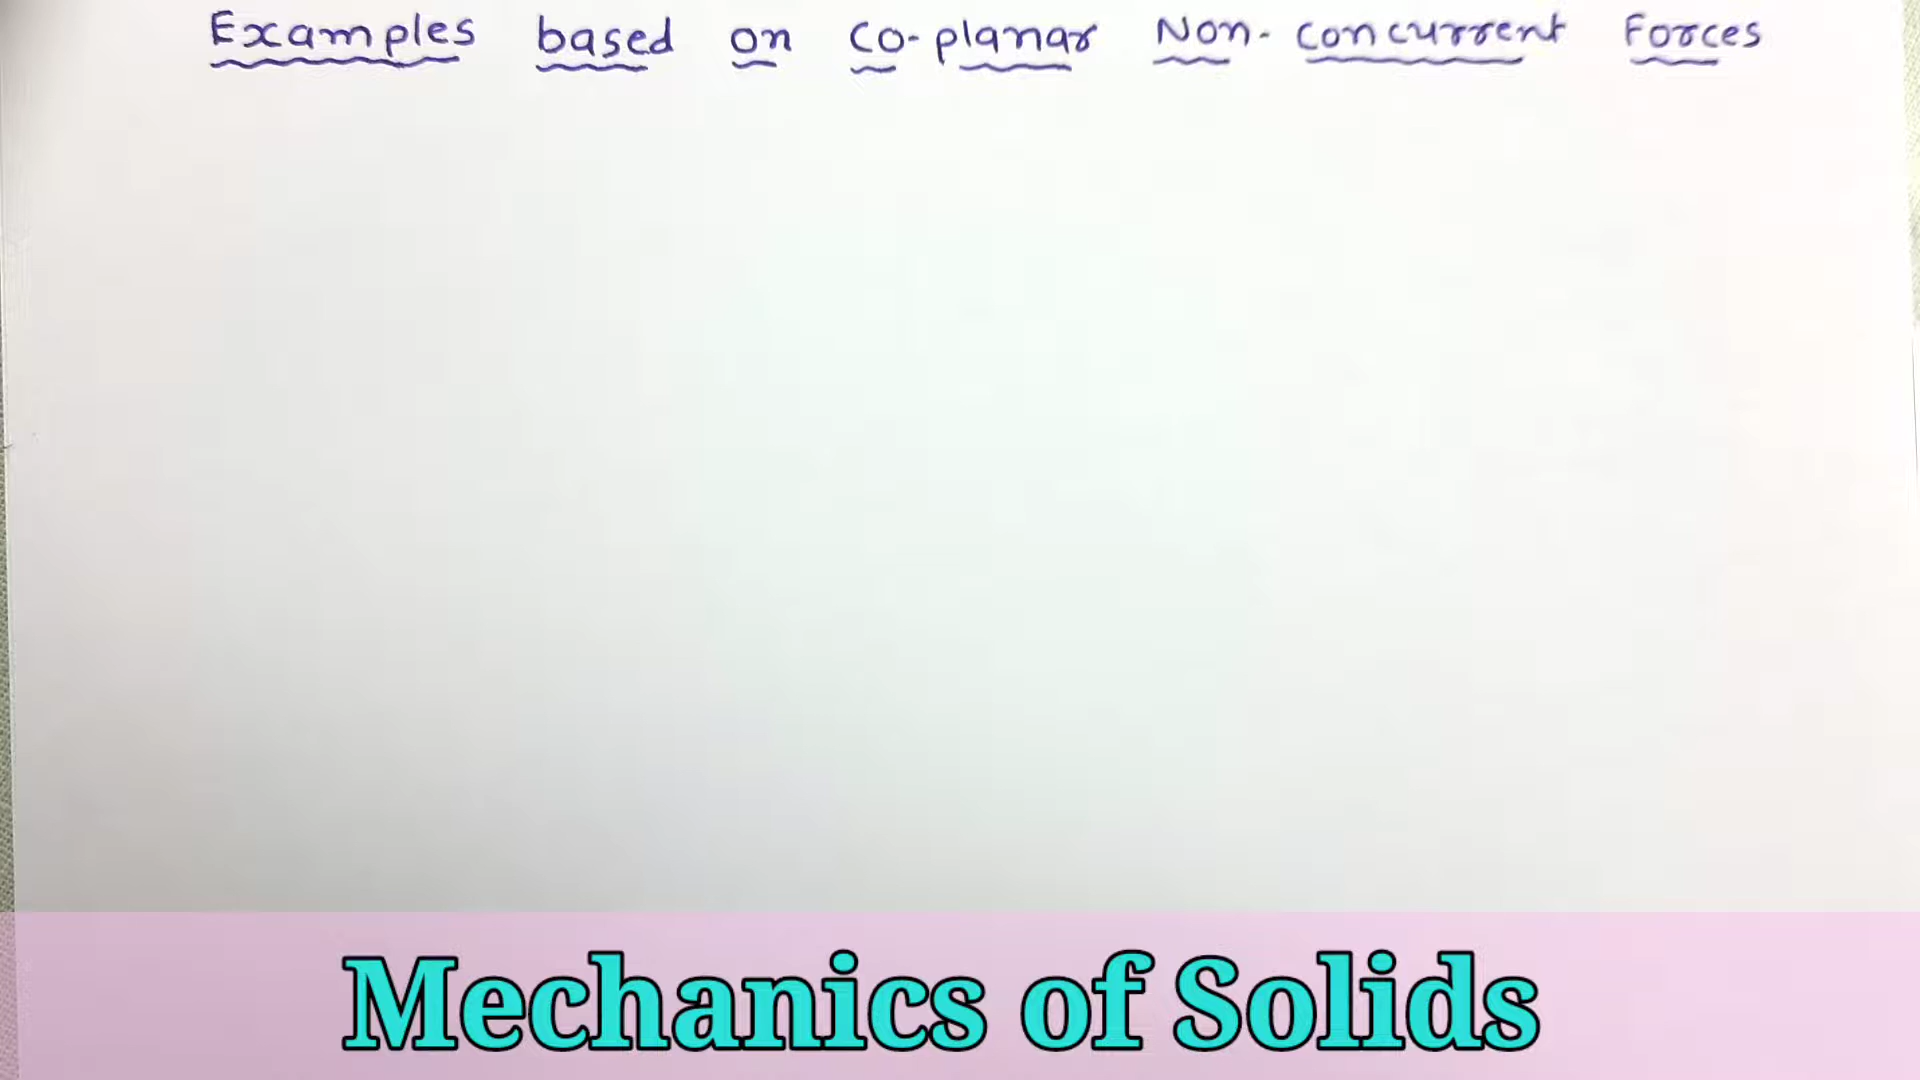 Examples based on Co-planar Non-concurrent Forces
Mechanics of Solids